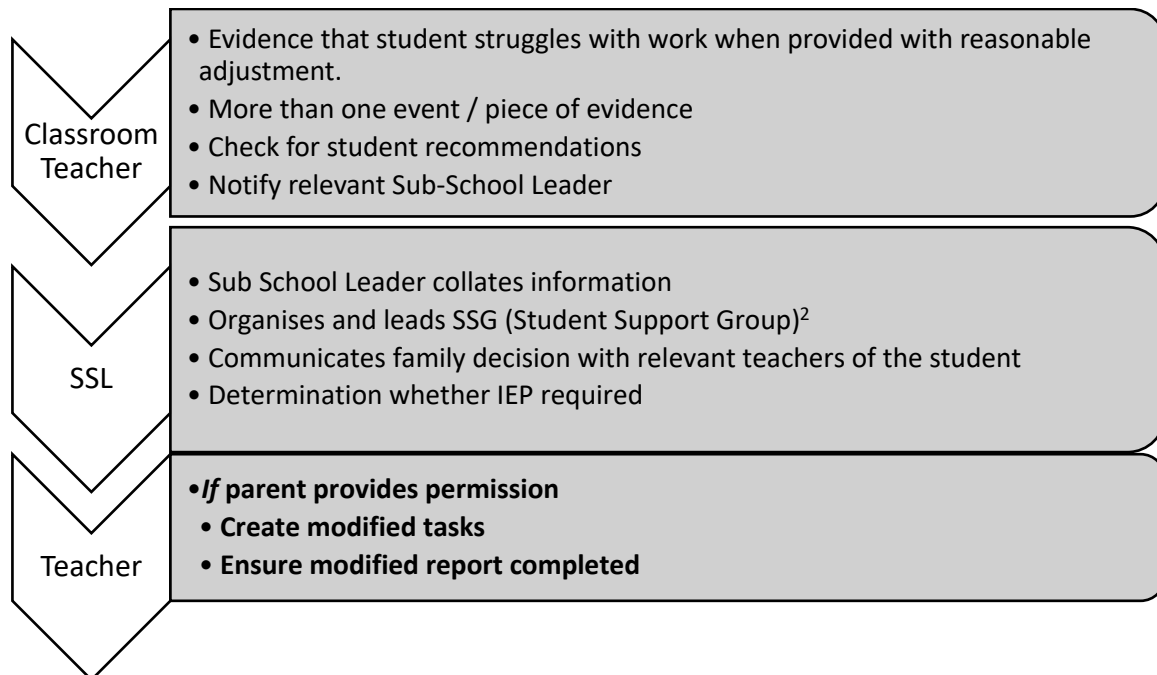 Classroom
Teacher
• Evidence that student struggles with work when provided with reasonable
adjustment.
• More than one event / piece of evidence
• Check for student recommendations
• Notify relevant Sub-School Leader
SSL
• Sub School Leader collates information
• Organises and leads SSG (Student Support Group)²
• Communicates family decision with relevant teachers of the student
• Determination whether IEP required
Teacher
•If parent provides permission
• Create modified tasks
• Ensure modified report completed